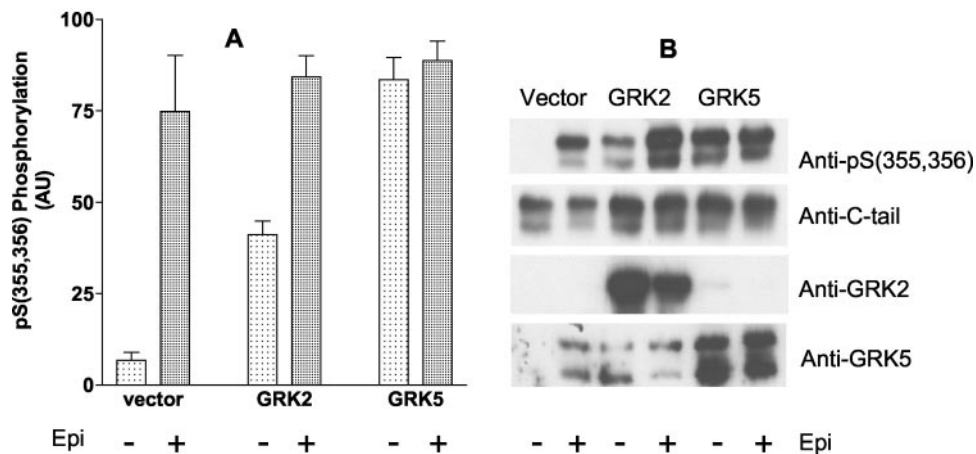 A
pS(355,356) Phosphorylation
(AU)
100
75
50
25
0
vector GRK2 GRK5
Epi - + - + - +
B
Vector GRK2 GRK5
Anti-pS(355,356)
Anti-C-tail
Anti-GRK2
Anti-GRK5
- + - + - + Epi